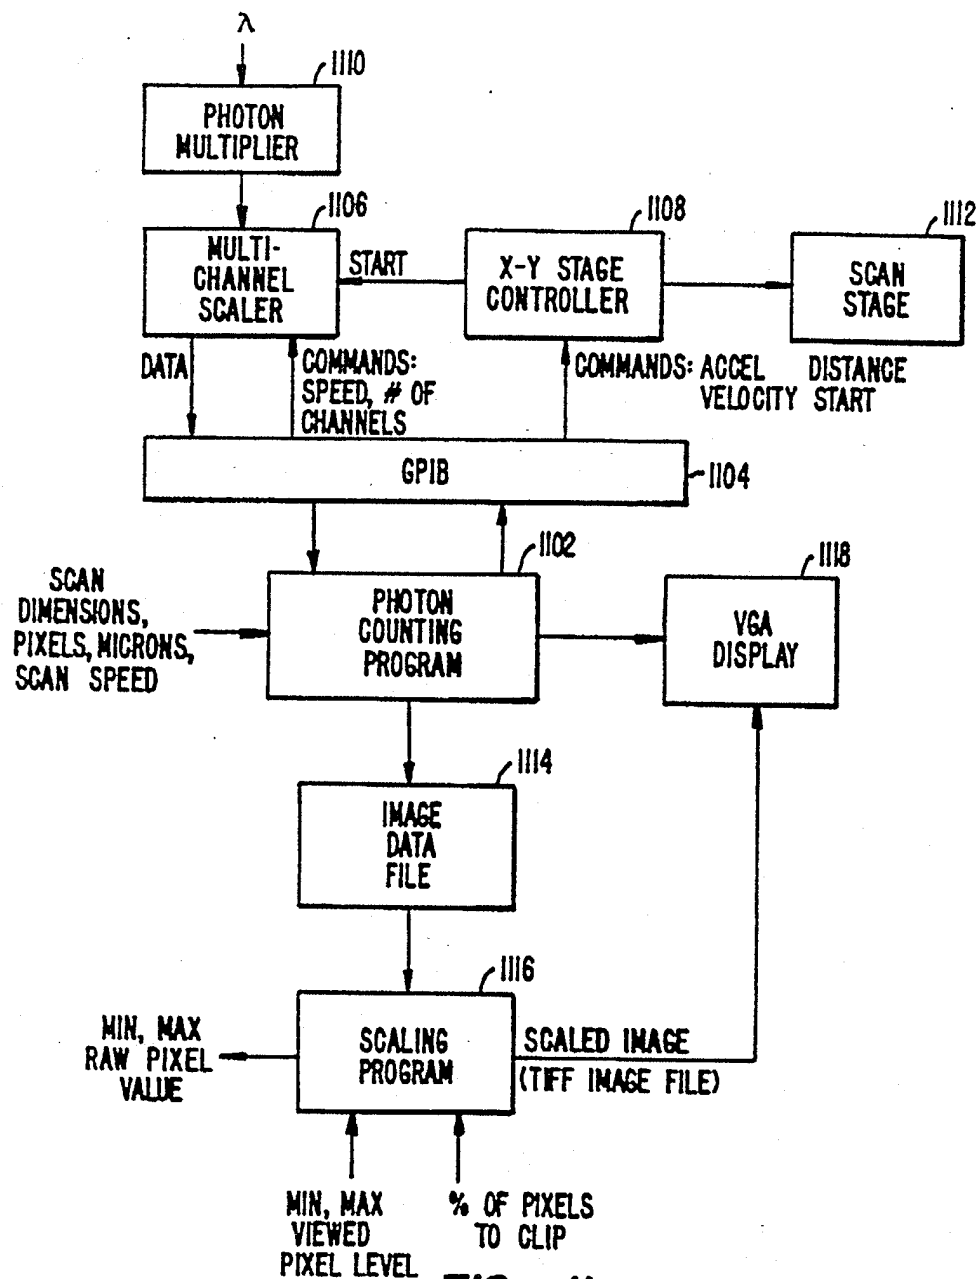 λ
1110
PHOTON
MULTIPLIER
1106
MULTI-
CHANNEL
SCALER
START
1108
X-Y STAGE
CONTROLLER
1112
SCAN
STAGE
DATA
COMMANDS:
SPEED, # OF
CHANNELS
COMMANDS: ACCEL DISTANCE
VELOCITY START
GPIB
1104
1102
PHOTON
COUNTING
PROGRAM
SCAN
DIMENSIONS,
PIXELS, MICRONS,
SCAN SPEED
1118
VGA
DISPLAY
1114
IMAGE
DATA
FILE
1116
SCALING
PROGRAM
MIN, MAX
RAW PIXEL
VALUE
SCALED IMAGE
(TIFF IMAGE FILE)
MIN, MAX
VIEWED
PIXEL LEVEL
% OF PIXELS
TO CLIP